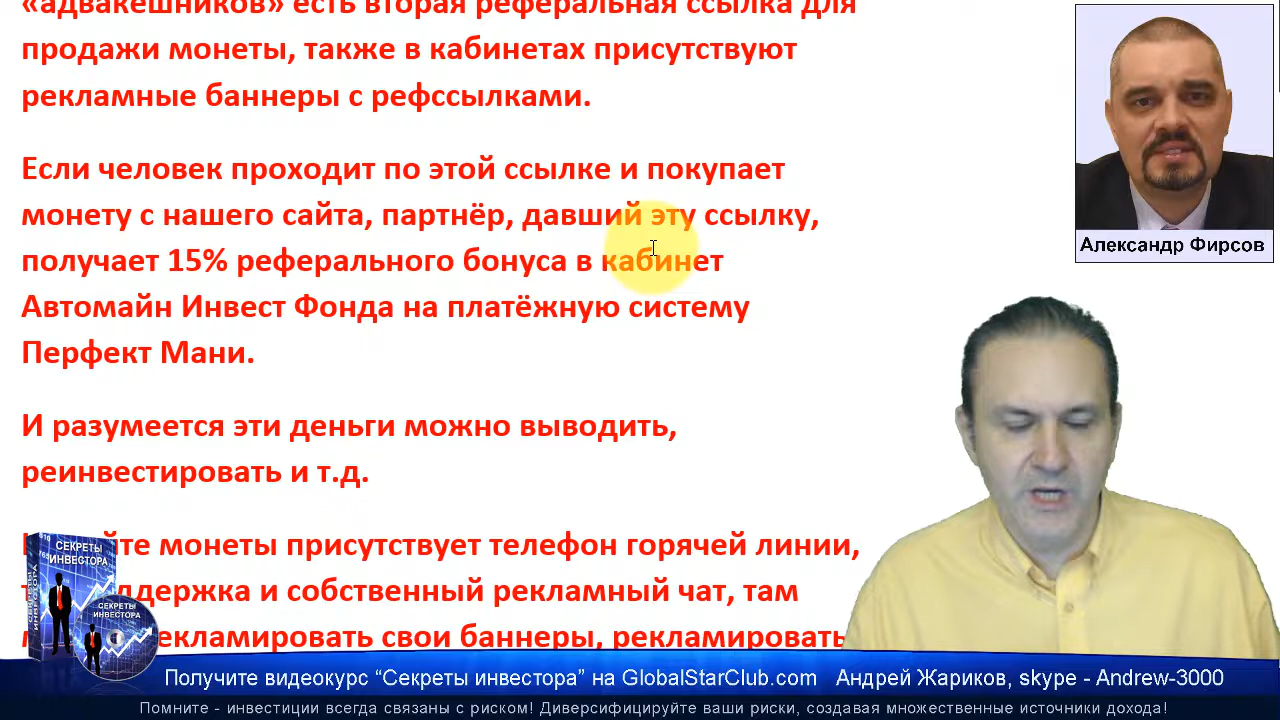 «адвакешников» есть вторая реферальная ссылка для
продажи монеты, также в кабинетах присутствуют
рекламные баннеры с рефссылками.
Если человек проходит по этой ссылке и покупает
монету с нашего сайта, партнёр, давший эту ссылку,
получает 15% реферального бонуса в кабинет
Автомайн Инвест Фонда на платёжную систему
Перфект Мани.
И разумеется эти деньги можно выводить,
реинвестировать и т.д.
монеты присутствует телефон горячей линии,
и собственный рекламный чат, там
свои баннеры, рекламировать
Александр Фирсов
СЕКРЕТЫ
ИНВЕСТОРА
СЕКРЕТЫ
ИНВЕСТОРА
СЕКРЕТЫ
ИНВЕСТОРА
Получите видеокурс “Секреты инвестора” на GlobalStarClub.com Андрей Жариков, skype - Andrew-3000
Помните - инвестиции всегда связаны с риском! Диверсифицируйте ваши риски, создавая множественные источники дохода!